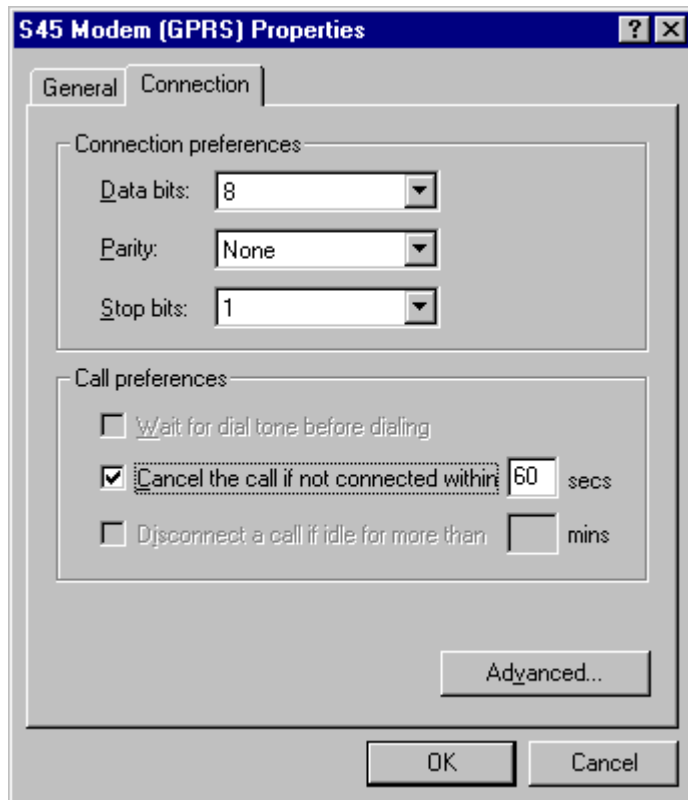 S45 Modem (GPRS) Properties
General Connection
Connection preferences
Data bits: 8
Parity: None
Stop bits: 1
Call preferences
Wait for dial tone before dialing
Cancel the call if not connected within 60 secs
Disconnect a call if idle for more than mins
Advanced...
OK Cancel